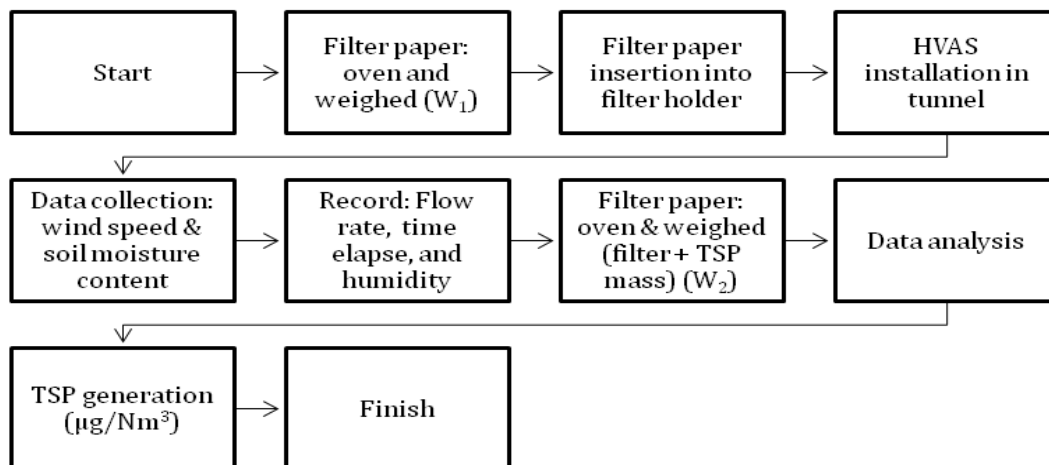 Start
Filter paper:
oven and
weighed (W₁)
Filter paper
insertion into
filter holder
HVAS
installation in
tunnel
Data collection:
wind speed &
soil moisture
content
Record: Flow
rate, time
elapse, and
humidity
Filter paper:
oven & weighed
(filter + TSP
mass) (W₂)
Data analysis
TSP generation
(µg/Nm³)
Finish